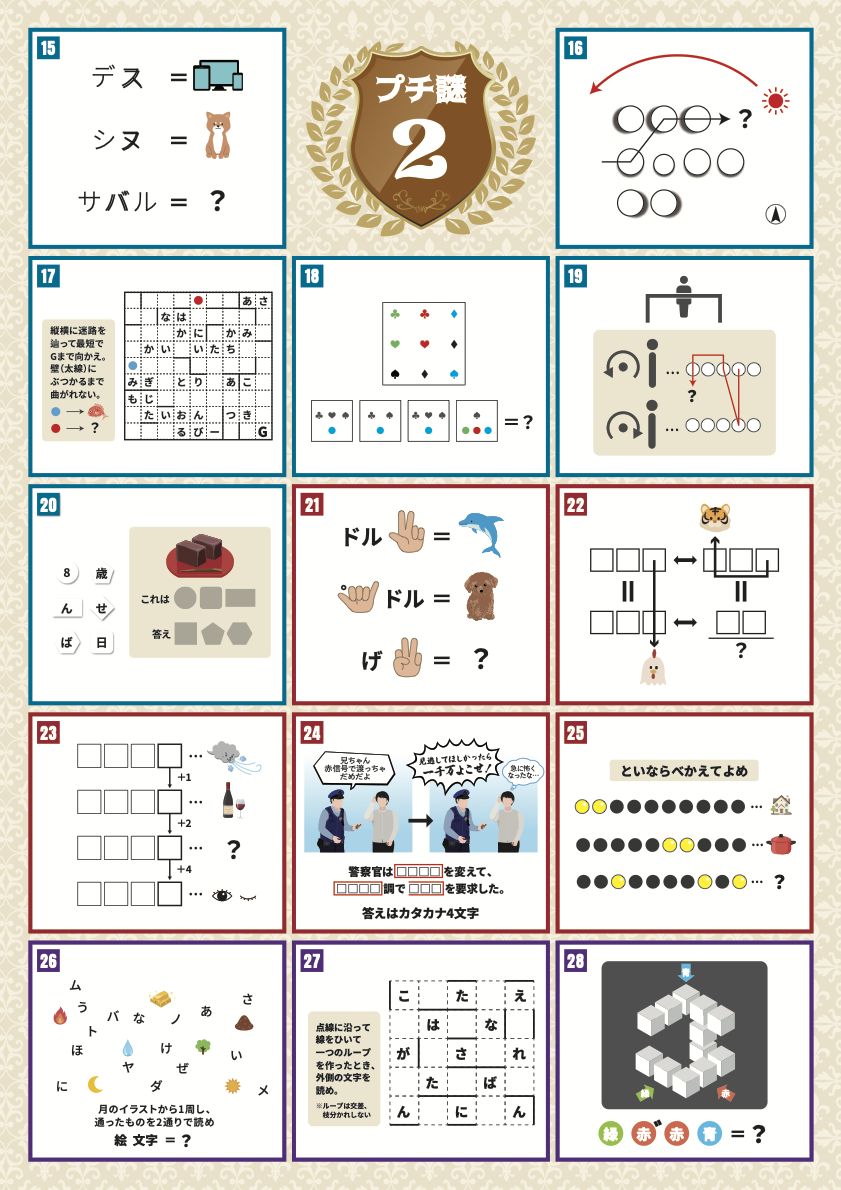 15
デス =
シヌ =
サバル = ?
プチ謎
2
16
?
17
縦横に迷路を
辿って最短で
Gまで向かえ。
壁(太線)に
ぶつかるまで
曲がれない。
→
→ ?
あ さ
な は
か に か み
か い い た ち
み ぎ と り あ こ
も じ
た い お ん つ き
る び ー G
18
= ?
19
i …
?
i …
20
8 歳
ん せ
ば 日
これは
答え
21
ドル =
ドル =
げ = ?
22
?
23
…
+1
…
+2
?
+4
…
24
兄ちゃん
赤信号で渡っちゃ
だめだよ
見逃してほしかったら
一千万よこせ!
急に怖く
なったな…
警察官は□□□□を変えて、
□□□□調で□□□を要求した。
答えはカタカナ4文字
25
といならべかえてよめ
…
…
… ?
26
ム
う
バ な ノ あ さ
ト
ほ け い
ヤ ぜ
に ダ メ
月のイラストから1周し、
通ったものを2通りで読め
絵 文字 = ?
27
点線に沿って
線をひいて
一つのループ
を作ったとき、
外側の文字を
読め。
※ループは交差、
枝分かれしない
こ た え
は な
が さ れ
た ば
ん に ん
28
青
緑 赤
緑 赤゛ 赤 青 = ?